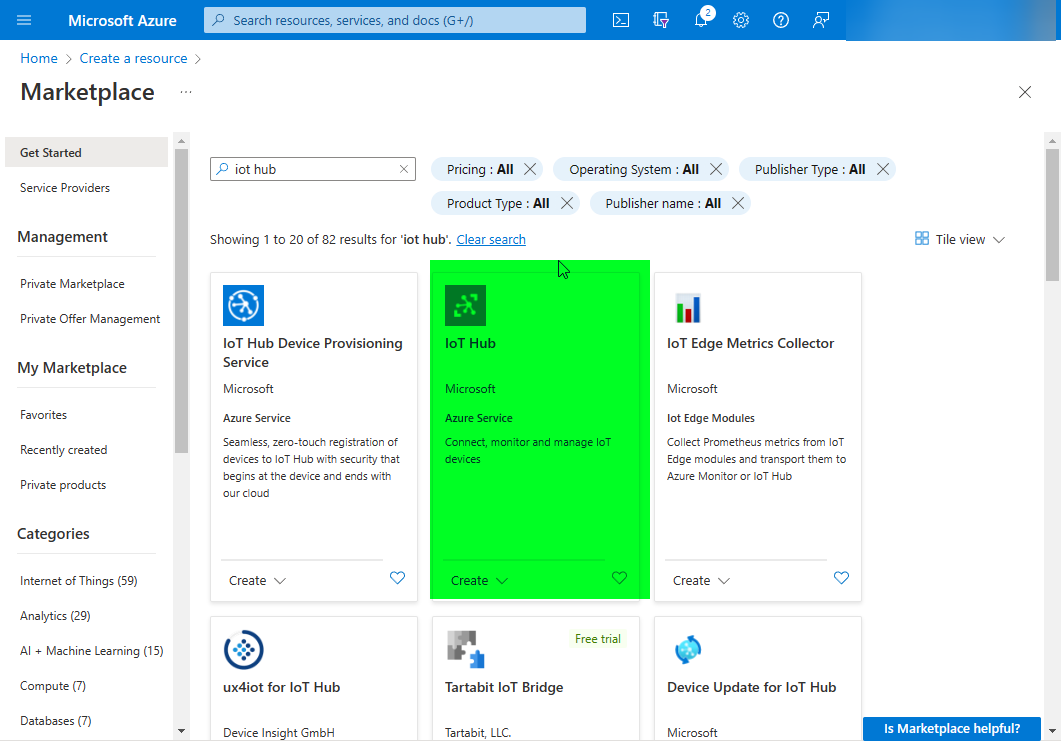 Microsoft Azure
Search resources, services, and docs (G+/)
2
Home > Create a resource >
Marketplace ...
Get Started
Service Providers
Management
Private Marketplace
Private Offer Management
My Marketplace
Favorites
Recently created
Private products
Categories
Internet of Things (59)
Analytics (29)
AI + Machine Learning (15)
Compute (7)
Databases (7)
iot hub
Pricing : All
Operating System : All
Publisher Type : All
Product Type : All
Publisher name : All
Showing 1 to 20 of 82 results for 'iot hub'. Clear search
Tile view
IoT Hub Device Provisioning
Service
Microsoft
Azure Service
Seamless, zero-touch registration of
devices to IoT Hub with security that
begins at the device and ends with
our cloud
Create
IoT Hub
Microsoft
Azure Service
Connect, monitor and manage IoT
devices
Create
IoT Edge Metrics Collector
Microsoft
Iot Edge Modules
Collect Prometheus metrics from IoT
Edge modules and transport them to
Azure Monitor or IoT Hub
Create
ux4iot for IoT Hub
Device Insight GmbH
Free trial
Tartabit IoT Bridge
Tartabit, LLC.
Device Update for IoT Hub
Microsoft
Is Marketplace helpful?